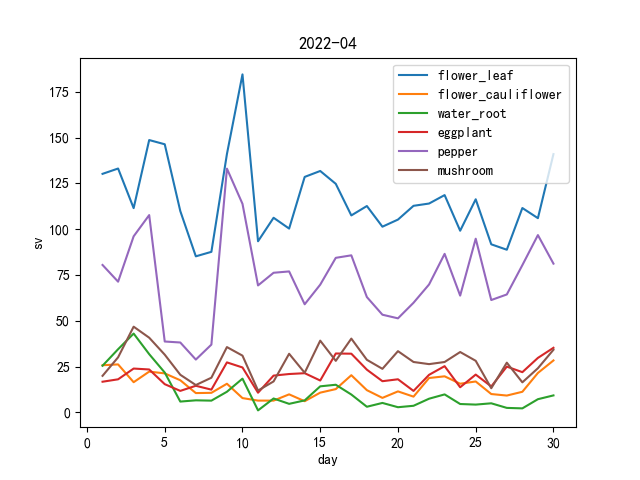 2022-04
flower_leaf
flower_cauliflower
water_root
eggplant
pepper
mushroom
175
150
125
100
75
50
25
0
sv
0 5 10 15 20 25 30
day